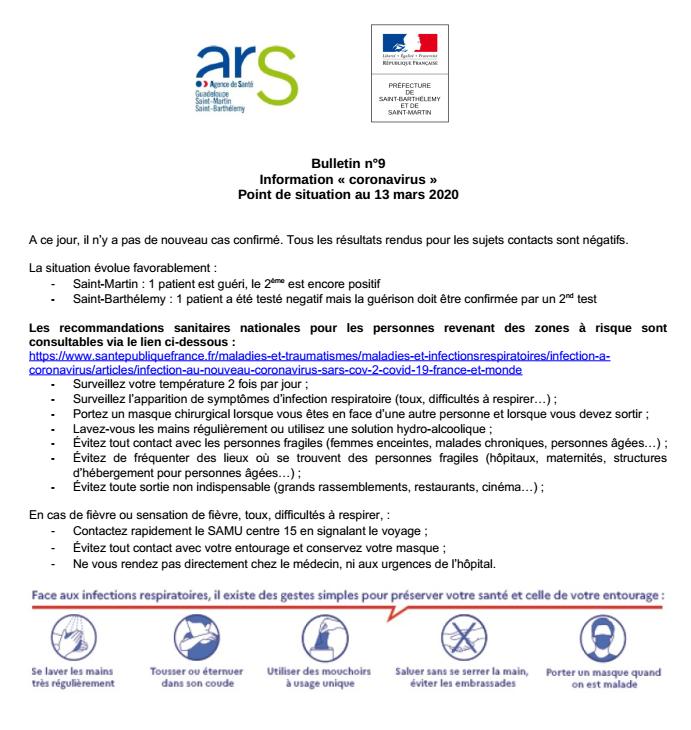 ars
Agence de Santé
Guadeloupe
Saint-Martin
Saint-Barthélemy
Liberté • Égalité • Fraternité
RÉPUBLIQUE FRANÇAISE
PRÉFECTURE
DE
SAINT-BARTHÉLEMY
ET DE
SAINT-MARTIN
Bulletin n°9
Information « coronavirus »
Point de situation au 13 mars 2020
A ce jour, il n'y a pas de nouveau cas confirmé. Tous les résultats rendus pour les sujets contacts sont négatifs.
La situation évolue favorablement :
- Saint-Martin : 1 patient est guéri, le 2ème est encore positif
- Saint-Barthélemy : 1 patient a été testé negatif mais la guérison doit être confirmée par un 2nd test
Les recommandations sanitaires nationales pour les personnes revenant des zones à risque sont
consultables via le lien ci-dessous :
https://www.santepubliquefrance.fr/maladies-et-traumatismes/maladies-et-infectionsrespiratoires/infection-a-
coronavirus/articles/infection-au-nouveau-coronavirus-sars-cov-2-covid-19-france-et-monde
- Surveillez votre température 2 fois par jour ;
- Surveillez l'apparition de symptômes d'infection respiratoire (toux, difficultés à respirer…) ;
- Portez un masque chirurgical lorsque vous êtes en face d'une autre personne et lorsque vous devez sortir ;
- Lavez-vous les mains régulièrement ou utilisez une solution hydro-alcoolique ;
- Évitez tout contact avec les personnes fragiles (femmes enceintes, malades chroniques, personnes âgées…) ;
- Évitez de fréquenter des lieux où se trouvent des personnes fragiles (hôpitaux, maternités, structures
d'hébergement pour personnes âgées…) ;
- Évitez toute sortie non indispensable (grands rassemblements, restaurants, cinéma…) ;
En cas de fièvre ou sensation de fièvre, toux, difficultés à respirer, :
- Contactez rapidement le SAMU centre 15 en signalant le voyage ;
- Évitez tout contact avec votre entourage et conservez votre masque ;
- Ne vous rendez pas directement chez le médecin, ni aux urgences de l'hôpital.
Face aux infections respiratoires, il existe des gestes simples pour préserver votre santé et celle de votre entourage :
Se laver les mains
très régulièrement
Tousser ou éternuer
dans son coude
Utiliser des mouchoirs
à usage unique
Saluer sans se serrer la main,
éviter les embrassades
Porter un masque quand
on est malade